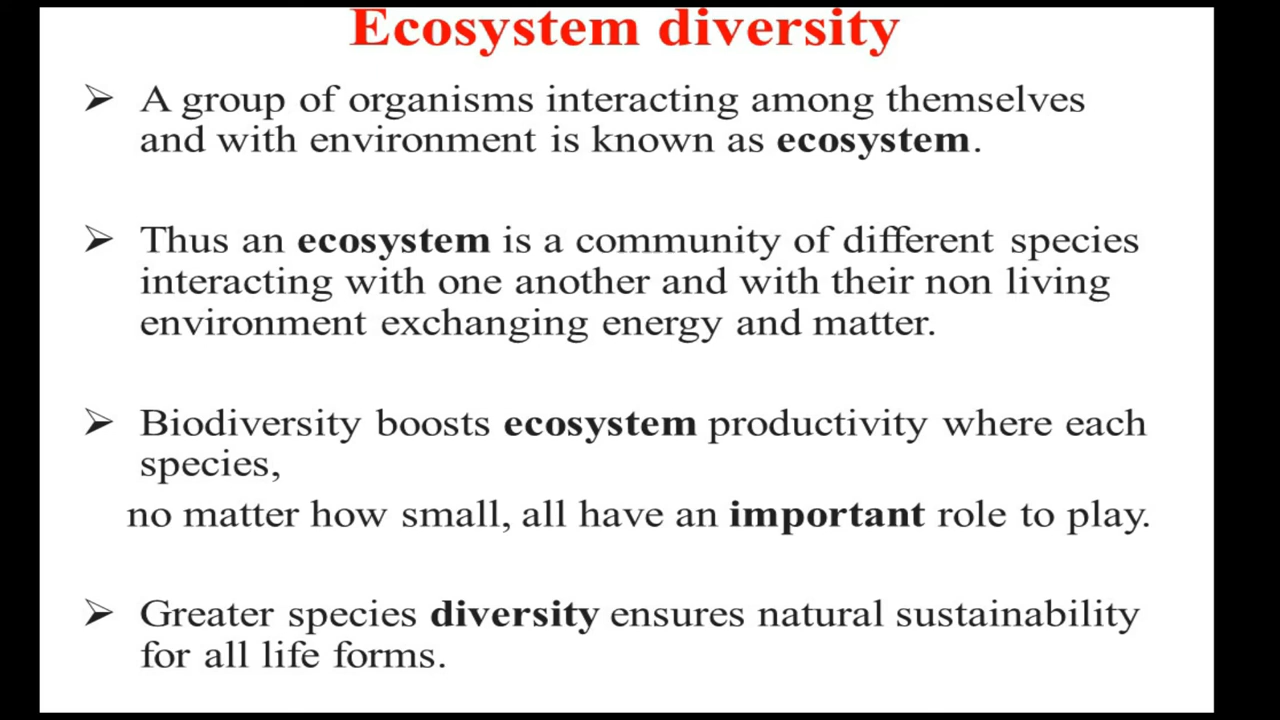 Ecosystem diversity
➢ A group of organisms interacting among themselves
and with environment is known as ecosystem.
➢ Thus an ecosystem is a community of different species
interacting with one another and with their non living
environment exchanging energy and matter.
➢ Biodiversity boosts ecosystem productivity where each
species,
no matter how small, all have an important role to play.
➢ Greater species diversity ensures natural sustainability
for all life forms.